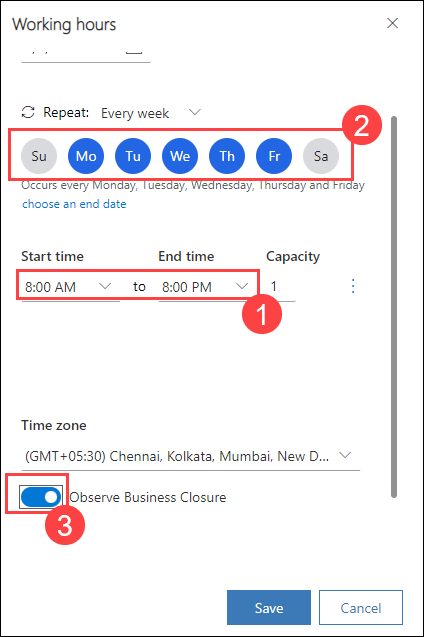 Working hours
Repeat: Every week
2
Su Mo Tu We Th Fr Sa
Occurs every Monday, Tuesday, Wednesday, Thursday and Friday
choose an end date
Start time End time Capacity
8:00 AM to 8:00 PM 1
1
Time zone
(GMT+05:30) Chennai, Kolkata, Mumbai, New D...
Observe Business Closure
3
Save Cancel